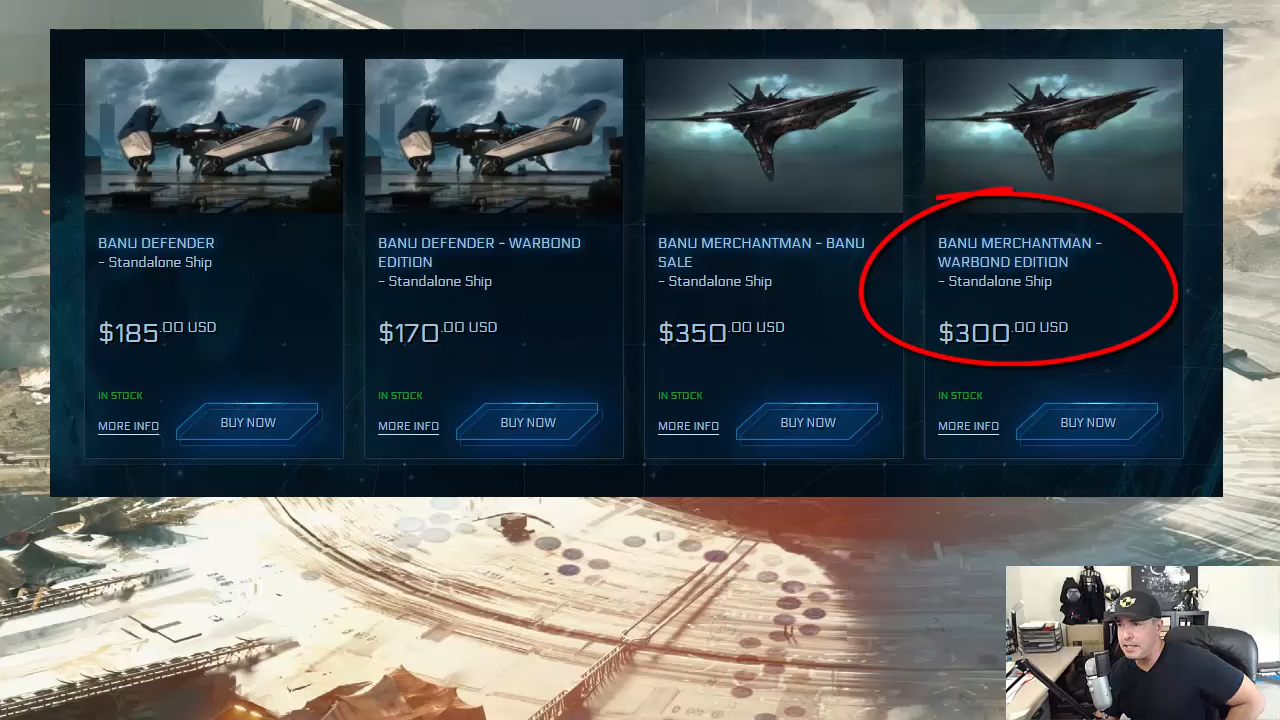 BANU DEFENDER
- Standalone Ship
$185.00 USD
IN STOCK
MORE INFO
BUY NOW
BANU DEFENDER - WARBOND
EDITION
- Standalone Ship
$170.00 USD
IN STOCK
MORE INFO
BUY NOW
BANU MERCHANTMAN - BANU
SALE
- Standalone Ship
$350.00 USD
IN STOCK
MORE INFO
BUY NOW
BANU MERCHANTMAN -
WARBOND EDITION
- Standalone Ship
$300.00 USD
IN STOCK
MORE INFO
BUY NOW